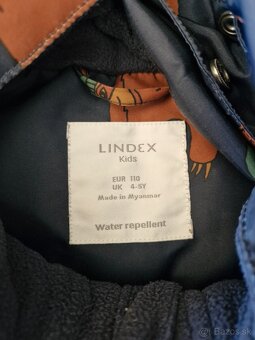 LINDEX
Kids
EUR 110
UK 4-5Y
Made in Myanmar
Water repellent
Bazos.sk